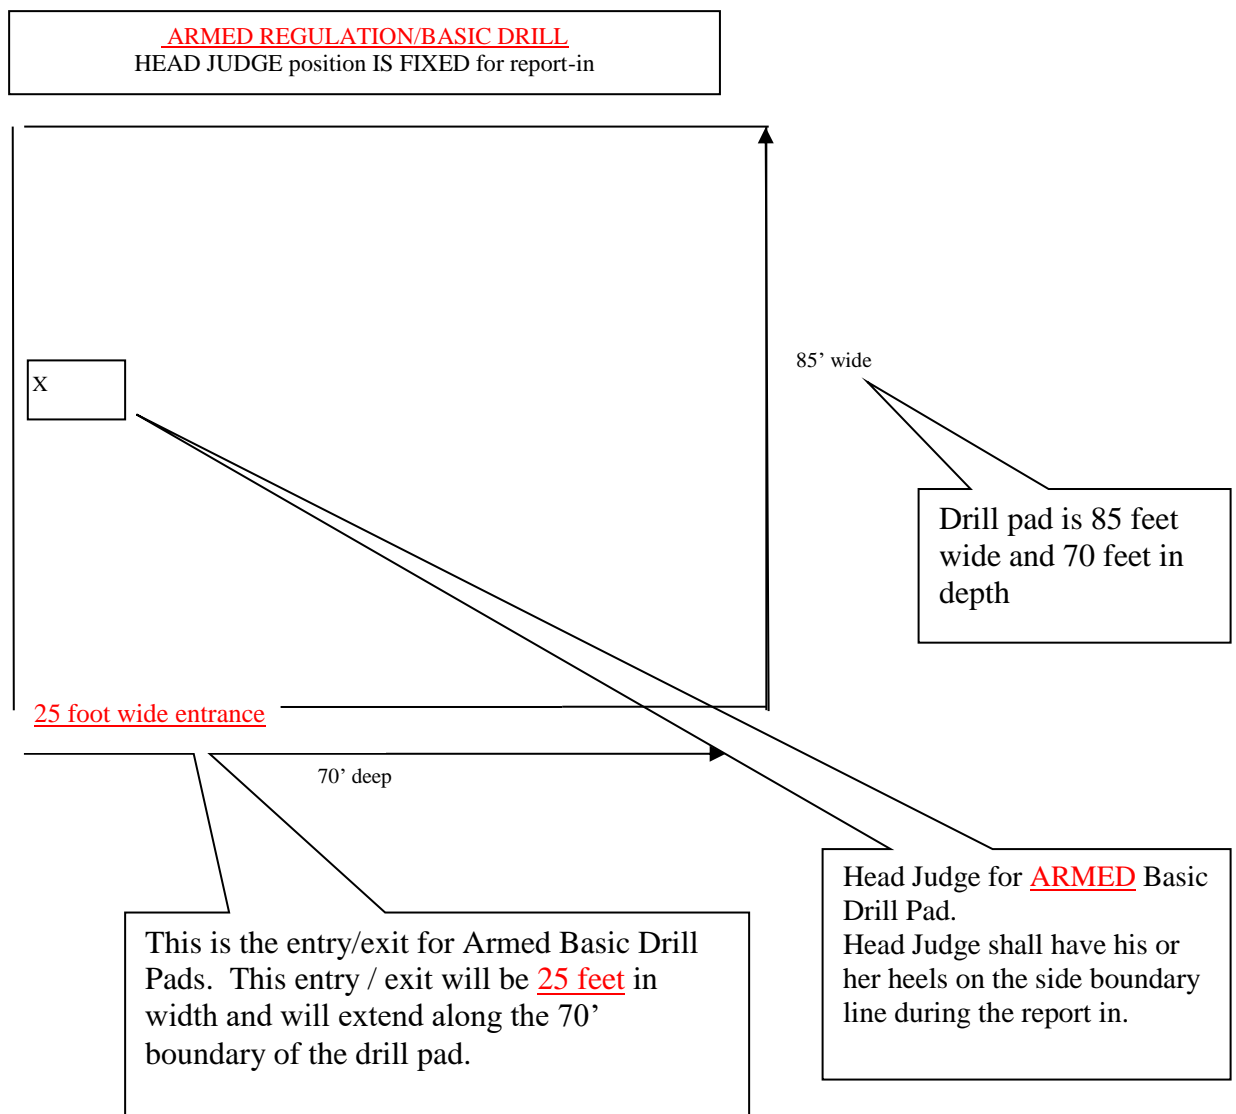 ARMED REGULATION/BASIC DRILL
HEAD JUDGE position IS FIXED for report-in
X
85’ wide
Drill pad is 85 feet
wide and 70 feet in
depth
25 foot wide entrance
70’ deep
Head Judge for ARMED Basic
Drill Pad.
Head Judge shall have his or
her heels on the side boundary
line during the report in.
This is the entry/exit for Armed Basic Drill
Pads.  This entry / exit will be 25 feet in
width and will extend along the 70’
boundary of the drill pad.